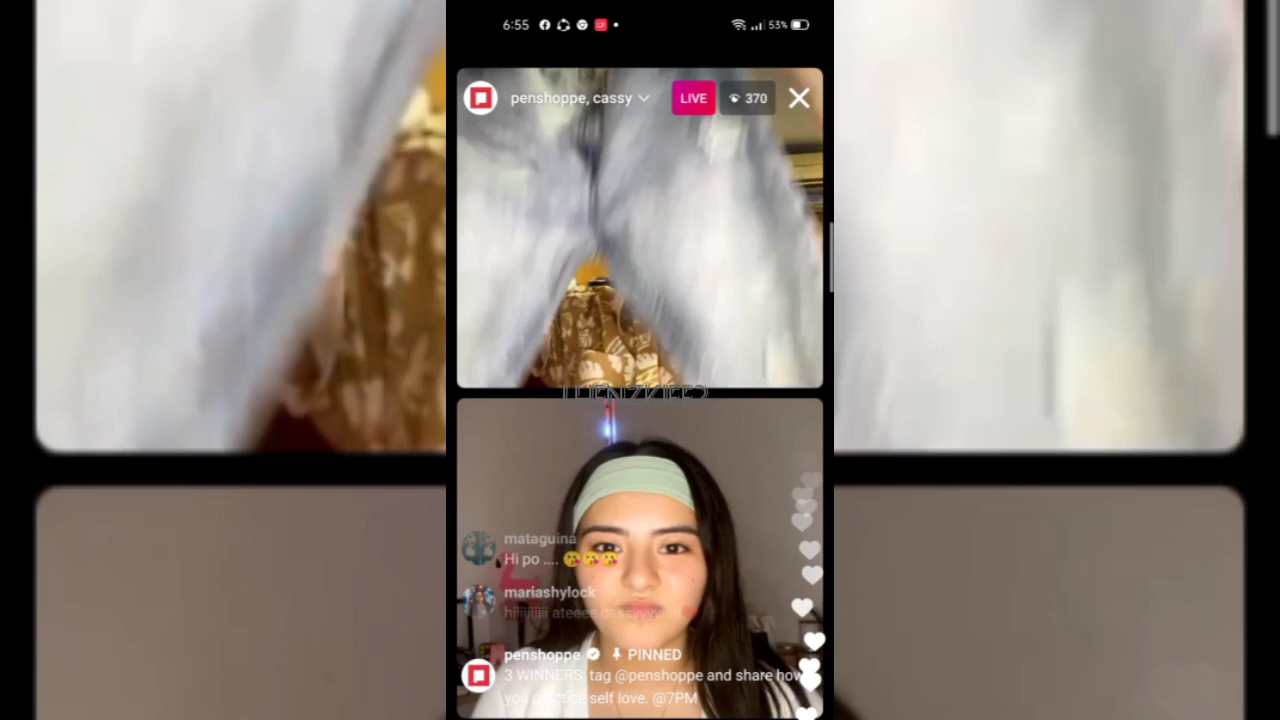 6:55
53%
penshoppe, cassy
LIVE
370
mataguina
Hi po .... 😘😘😘
mariashylock
penshoppe PINNED
3 WINNERS, tag @penshoppe and share how
you practice self love. @7PM